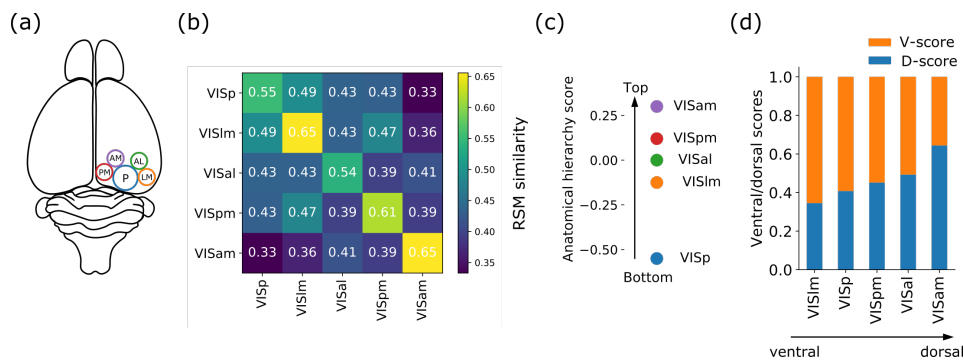 (a)
AM
AL
PM
P
LM
(b)
VISp
VISlm
VISal
VISpm
VISam
0.55 0.49 0.43 0.43 0.33
0.49 0.65 0.43 0.47 0.36
0.43 0.43 0.54 0.39 0.41
0.43 0.47 0.39 0.61 0.39
0.33 0.36 0.41 0.39 0.65
VISp VISlm VISal VISpm VISam
0.65
0.60
0.55
0.50
0.45
0.40
0.35
RSM similarity
(c)
Anatomical hierarchy score
0.25
0.00
−0.25
−0.50
Top
VISam
VISpm
VISal
VISlm
VISp
Bottom
(d)
V-score
D-score
Ventral/dorsal scores
1.0
0.8
0.6
0.4
0.2
0.0
VISlm VISp VISpm VISal VISam
ventral dorsal